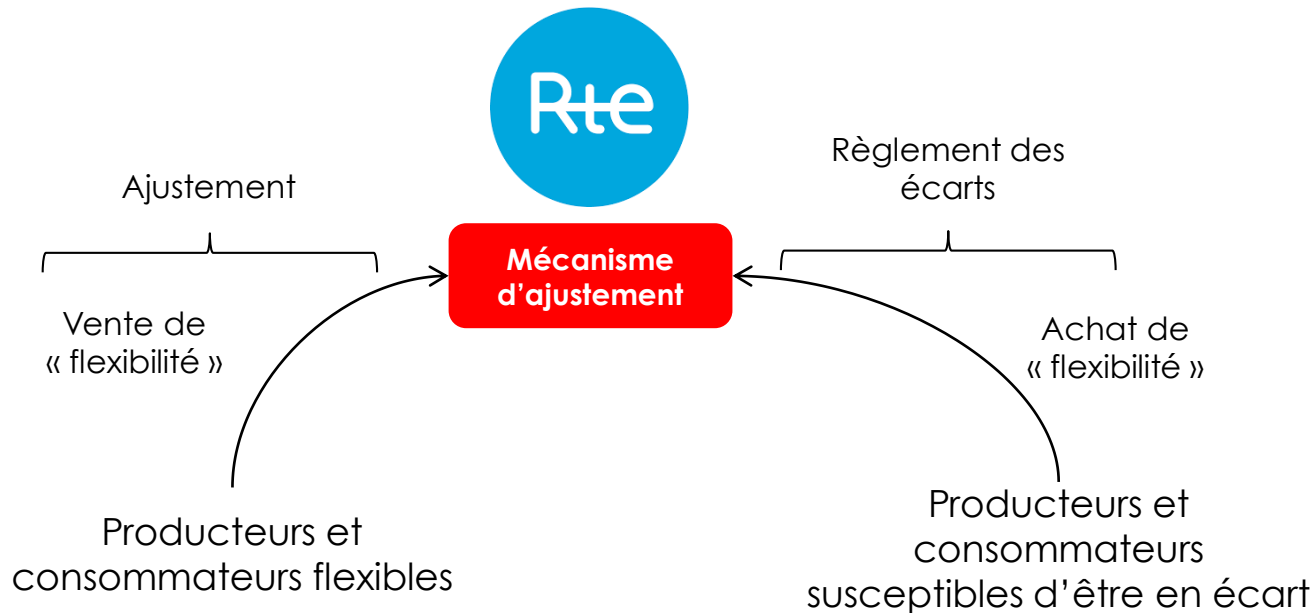 Rte
Règlement des
écarts
Ajustement
Mécanisme
d'ajustement
Vente de
« flexibilité »
Achat de
« flexibilité »
Producteurs et
consommateurs flexibles
Producteurs et
consommateurs
susceptibles d'être en écart